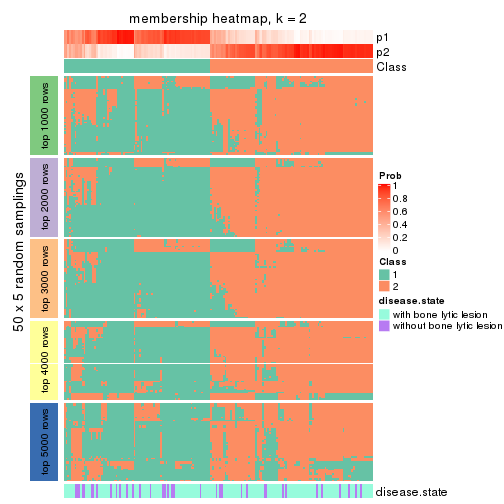 membership heatmap, k = 2
p1
p2
Class
50 x 5 random samplings
top 1000 rows
top 2000 rows
top 3000 rows
top 4000 rows
top 5000 rows
Prob
1
0.8
0.6
0.4
0.2
0
Class
1
2
disease.state
with bone lytic lesion
without bone lytic lesion
disease.state